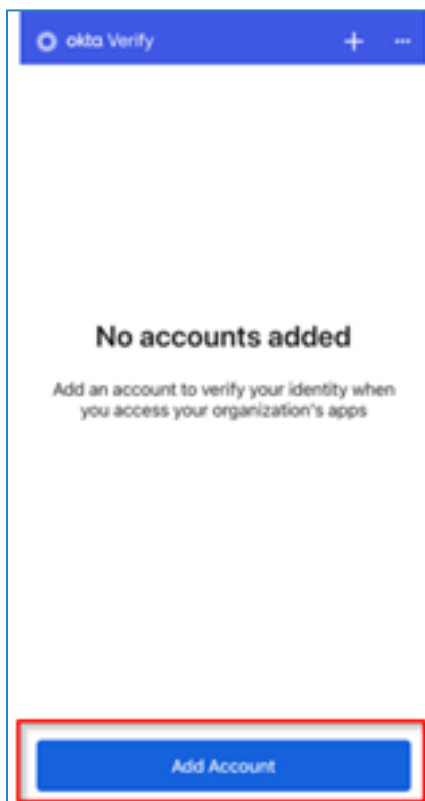 okta Verify
No accounts added
Add an account to verify your identity when
you access your organization's apps
Add Account